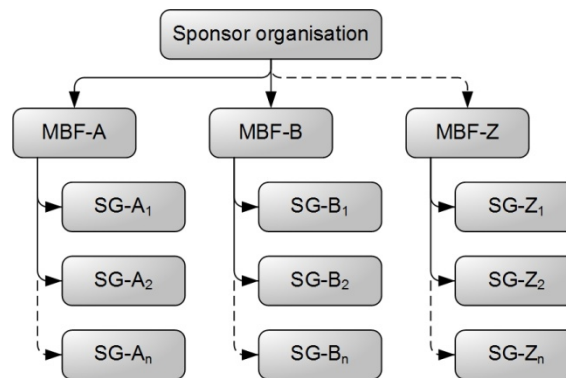 Sponsor organisation
MBF-A MBF-B MBF-Z
SG-A₁ SG-B₁ SG-Z₁
SG-A₂ SG-B₂ SG-Z₂
SG-Aₙ SG-Bₙ SG-Zₙ